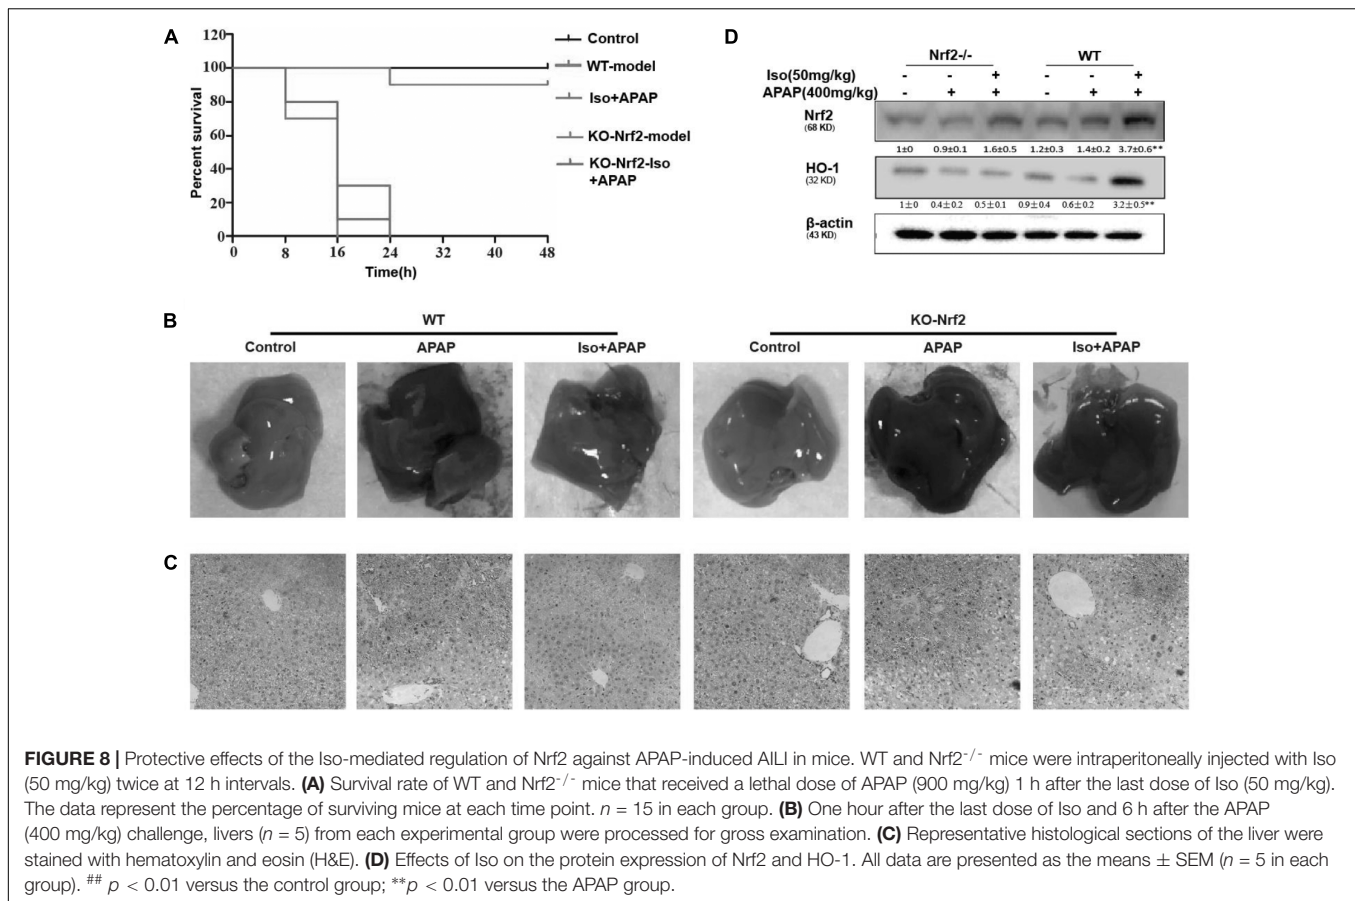 A
120
100
80
60
40
20
0
Percent survival
0 8 16 24 32 40 48
Time(h)
Control
WT-model
Iso+APAP
KO-Nrf2-model
KO-Nrf2-Iso
+APAP
D
Nrf2-/- WT
Iso(50mg/kg) - - + - - +
APAP(400mg/kg) - + + - + +
Nrf2
(68 KD)
1±0 0.9±0.1 1.6±0.5 1.2±0.3 1.4±0.2 3.7±0.6**
HO-1
(32 KD)
1±0 0.4±0.2 0.5±0.1 0.9±0.4 0.6±0.2 3.2±0.5**
β-actin
(43 KD)
B
WT KO-Nrf2
Control APAP Iso+APAP Control APAP Iso+APAP
C
FIGURE 8 | Protective effects of the Iso-mediated regulation of Nrf2 against APAP-induced AILI in mice. WT and Nrf2-/- mice were intraperitoneally injected with Iso
(50 mg/kg) twice at 12 h intervals. (A) Survival rate of WT and Nrf2-/- mice that received a lethal dose of APAP (900 mg/kg) 1 h after the last dose of Iso (50 mg/kg).
The data represent the percentage of surviving mice at each time point. n = 15 in each group. (B) One hour after the last dose of Iso and 6 h after the APAP
(400 mg/kg) challenge, livers (n = 5) from each experimental group were processed for gross examination. (C) Representative histological sections of the liver were
stained with hematoxylin and eosin (H&E). (D) Effects of Iso on the protein expression of Nrf2 and HO-1. All data are presented as the means ± SEM (n = 5 in each
group). ## p < 0.01 versus the control group; **p < 0.01 versus the APAP group.